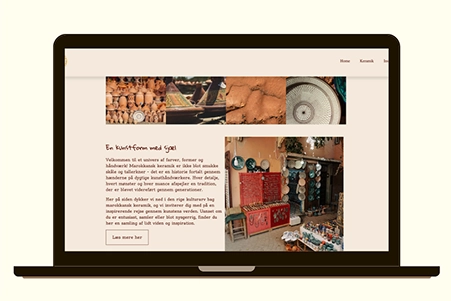 Home Keramik
En kunstform med sjæl
Velkommen til et univers af farver, former og
håndværk! Marokkansk keramik er ikke blot smukke
skåle og tallerkner - det er en historie fortalt gennem
hænderne på dygtige kunsthåndværkere. Hver detalje,
hvert mønster og hver nuance afspejler en tradition,
der er blevet videreført gennem generationer.
Her på siden dykker vi ned i den rige kulturarv bag
marokkansk keramik, og vi inviterer dig med på en
inspirerende rejse gennem kunstens verden. Uanset om
du er entusiast, samler eller blot nysgerrig, finder du
her en samling af lidt viden og inspiration.
Læs mere her